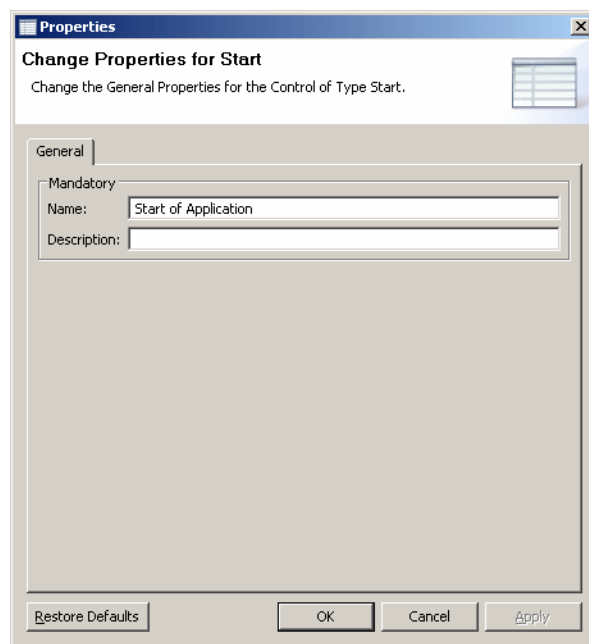 Properties
Change Properties for Start
Change the General Properties for the Control of Type Start.
General
Mandatory
Name: Start of Application
Description:
Restore Defaults OK Cancel Apply